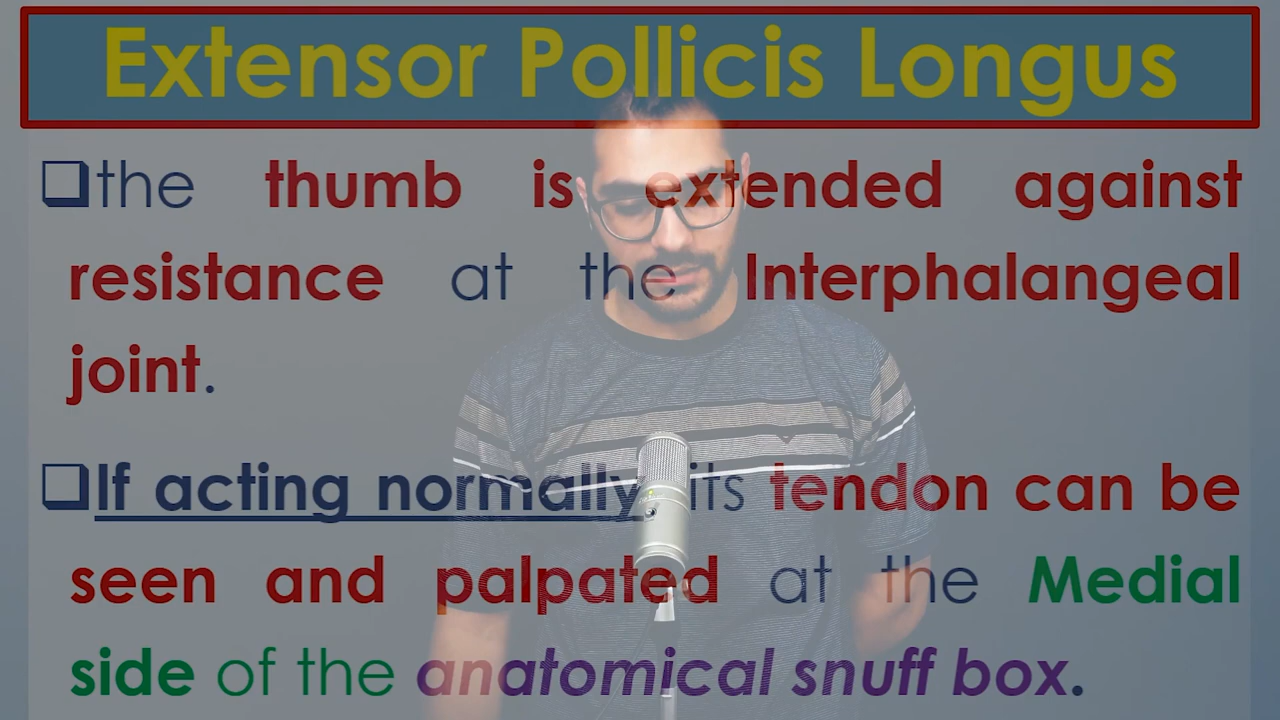 Extensor Pollicis Longus
❑the thumb is extended against
resistance at the Interphalangeal
joint.
❑If acting normally its tendon can be
seen and palpated at the Medial
side of the anatomical snuff box.